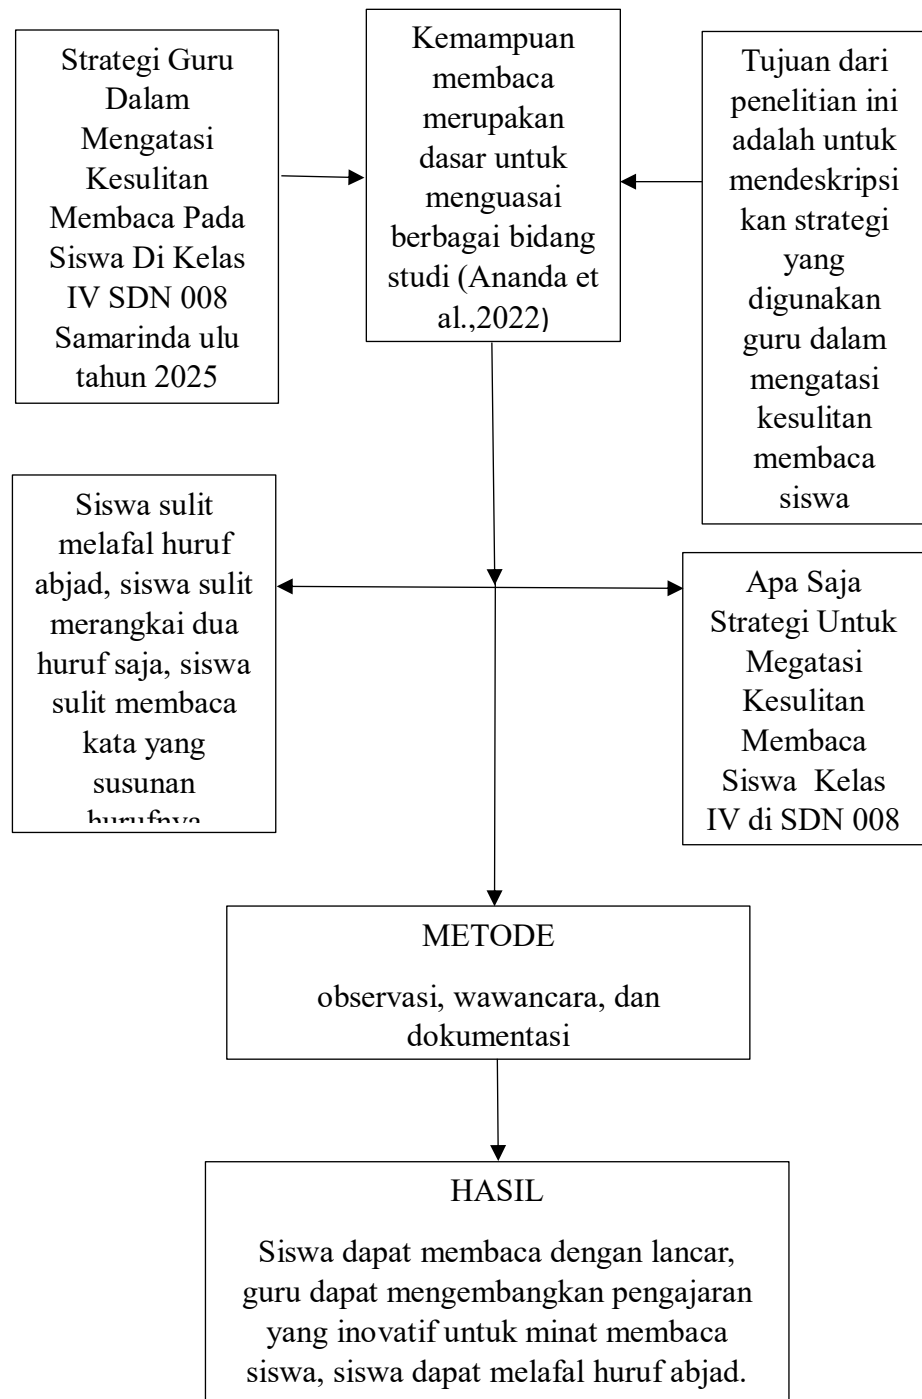 Strategi Guru
Dalam
Mengatasi
Kesulitan
Membaca Pada
Siswa Di Kelas
IV SDN 008
Samarinda ulu
tahun 2025
Kemampuan
membaca
merupakan
dasar untuk
menguasai
berbagai bidang
studi (Ananda et
al.,2022)
Tujuan dari
penelitian ini
adalah untuk
mendeskripsi
kan strategi
yang
digunakan
guru dalam
mengatasi
kesulitan
membaca
siswa
Siswa sulit
melafal huruf
abjad, siswa sulit
merangkai dua
huruf saja, siswa
sulit membaca
kata yang
susunan
hurufnya
Apa Saja
Strategi Untuk
Megatasi
Kesulitan
Membaca
Siswa Kelas
IV di SDN 008
METODE
observasi, wawancara, dan
dokumentasi
HASIL
Siswa dapat membaca dengan lancar,
guru dapat mengembangkan pengajaran
yang inovatif untuk minat membaca
siswa, siswa dapat melafal huruf abjad.